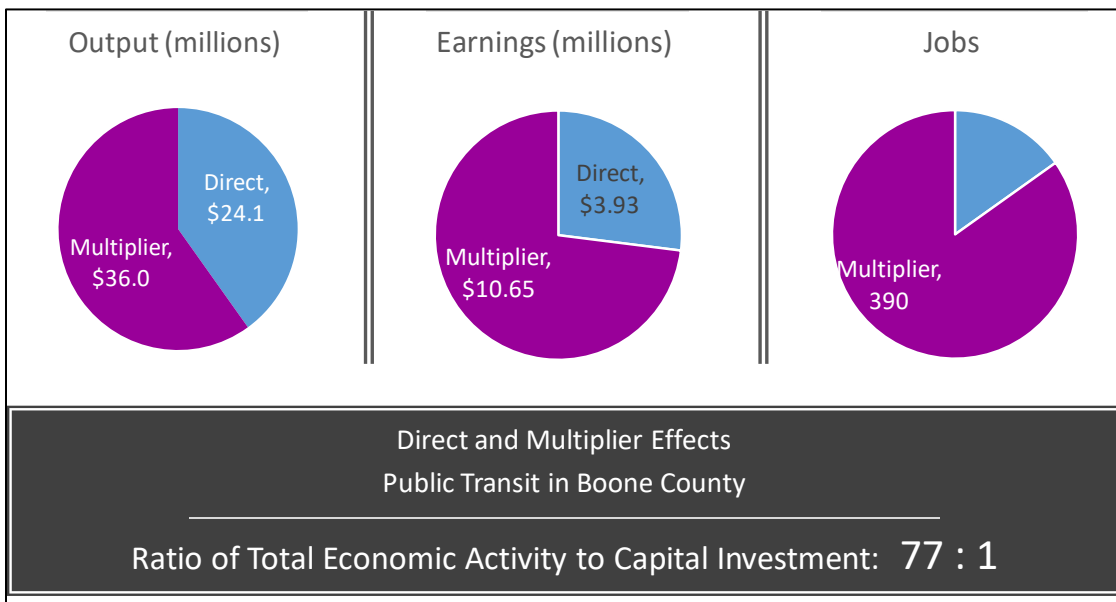 Output (millions)
Direct,
$24.1
Multiplier,
$36.0
Earnings (millions)
Direct,
$3.93
Multiplier,
$10.65
Jobs
Multiplier,
390
Direct and Multiplier Effects
Public Transit in Boone County
Ratio of Total Economic Activity to Capital Investment: 77 : 1